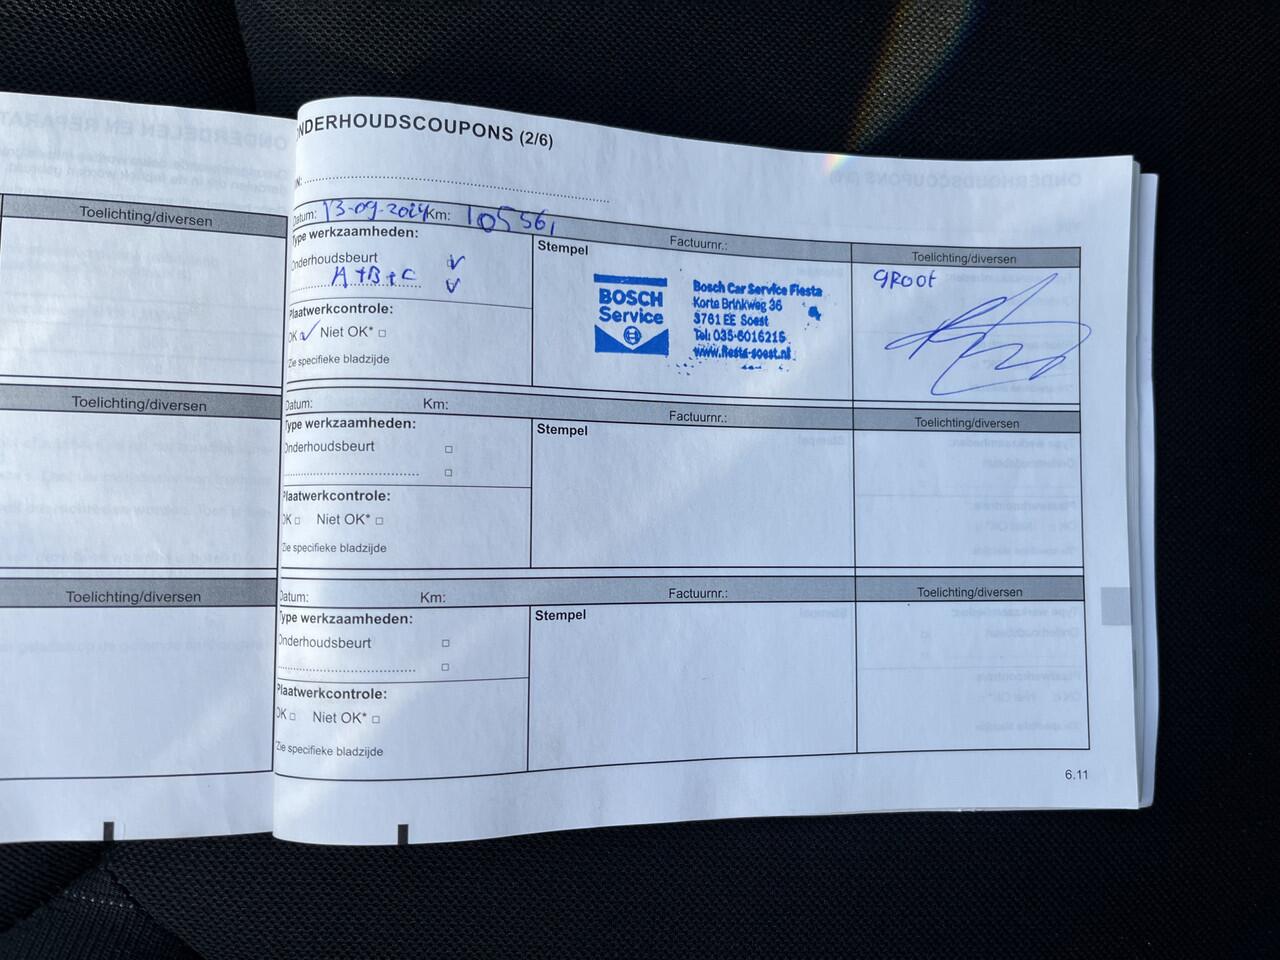 Toelichting/diversen
Toelichting/diversen
Toelichting/diversen
NDERHOUDSCOUPONS (2/6)
N:
Datum: 13-09-2024 Km: 105561
Factuurnr.:
Toelichting/diversen
Type werkzaamheden:
Stempel
Onderhoudsbeurt
A+B+C
Plaatwerkcontrole:
OK Niet OK*
Zie specifieke bladzijde
BOSCH
Service
Bosch Car Service Fiesta
Korte Brinkweg 36
3761 EE Soest
Tel: 035-6016215
www.fiesta-soest.nl
GROOT
Datum: Km: Factuurnr.:
Toelichting/diversen
Type werkzaamheden:
Stempel
Onderhoudsbeurt
Plaatwerkcontrole:
OK Niet OK*
Zie specifieke bladzijde
Datum: Km: Factuurnr.:
Toelichting/diversen
Type werkzaamheden:
Stempel
Onderhoudsbeurt
Plaatwerkcontrole:
OK Niet OK*
*Zie specifieke bladzijde
6.11